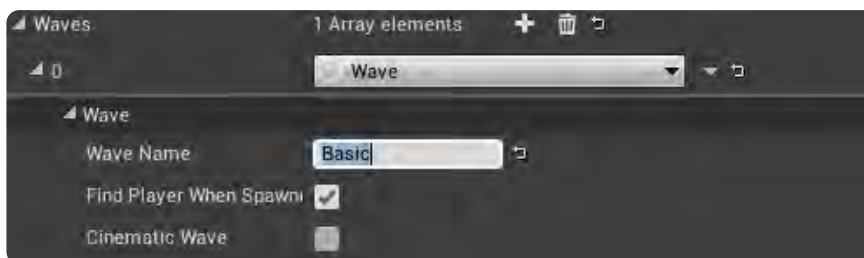 Waves 1 Array elements
0 Wave
Wave
Wave Name Basic
Find Player When Spawn
Cinematic Wave